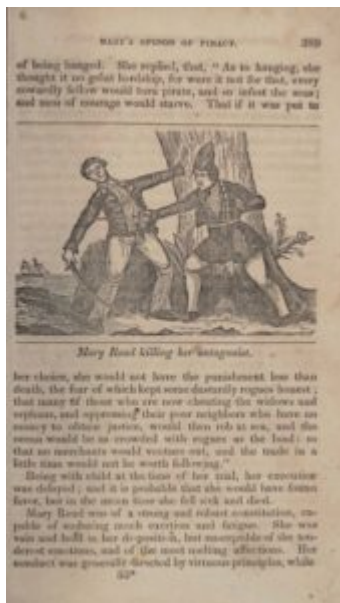 MARY'S OPINION OF PIRACY. 389
of being hanged. She replied, that, "As to hanging, she
thought it no great hardship, for were it not for that, every
cowardly fellow would turn pirate, and so infest the seas;
and men of courage would starve. That if it was put to
Mary Read killing her antagonist.
her choice, she would not have the punishment less than
death, the fear of which kept some dastardly rogues honest;
that many of those who are now cheating the widows and
orphans, and oppressing their poor neighbors who have no
money to obtain justice, would then rob at sea, and the
ocean would be as crowded with rogues as the land: so
that no merchants would venture out, and the trade in a
little time would not be worth following."
Being with child at the time of her trial, her execution
was delayed; and it is probable that she would have found
favor, but in the mean time she fell sick and died.
Mary Read was of a strong and robust constitution, ca-
pable of enduring much exertion and fatigue. She was
vain and bold in her disposition, but susceptible of the ten-
derest emotions, and of the most melting affections. Her
conduct was generally directed by virtuous principles, while
33*